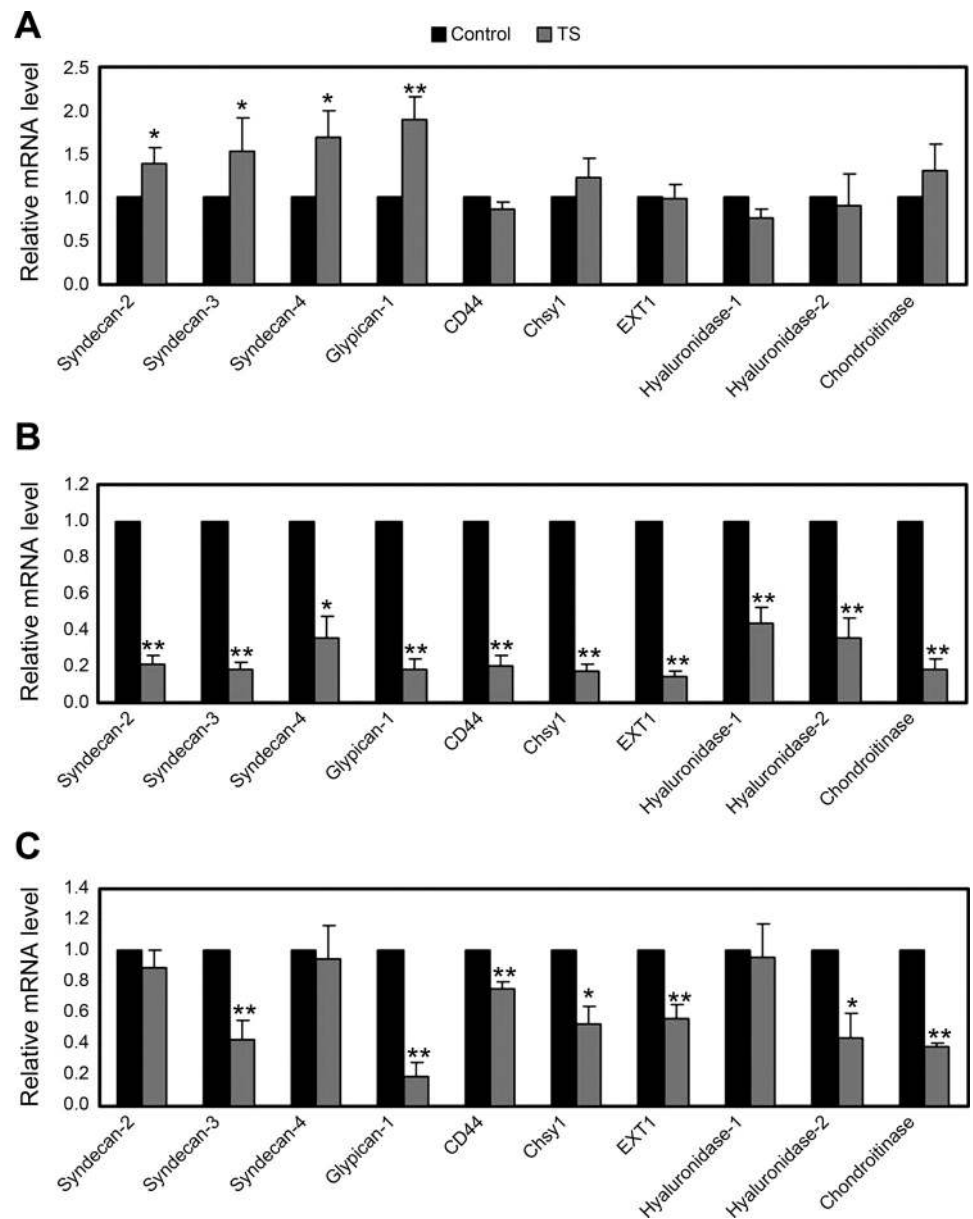 A
Control TS
Relative mRNA level
2.5
2.0
1.5
1.0
0.5
0.0
* * * **
Syndecan-2
Syndecan-3
Syndecan-4
Glypican-1
CD44
Chsy1
EXT1
Hyaluronidase-1
Hyaluronidase-2
Chondroitinase
B
Relative mRNA level
1.2
1.0
0.8
0.6
0.4
0.2
0.0
** ** * ** ** ** ** ** ** **
Syndecan-2
Syndecan-3
Syndecan-4
Glypican-1
CD44
Chsy1
EXT1
Hyaluronidase-1
Hyaluronidase-2
Chondroitinase
C
Relative mRNA level
1.4
1.2
1.0
0.8
0.6
0.4
0.2
0.0
** ** ** * ** * **
Syndecan-2
Syndecan-3
Syndecan-4
Glypican-1
CD44
Chsy1
EXT1
Hyaluronidase-1
Hyaluronidase-2
Chondroitinase